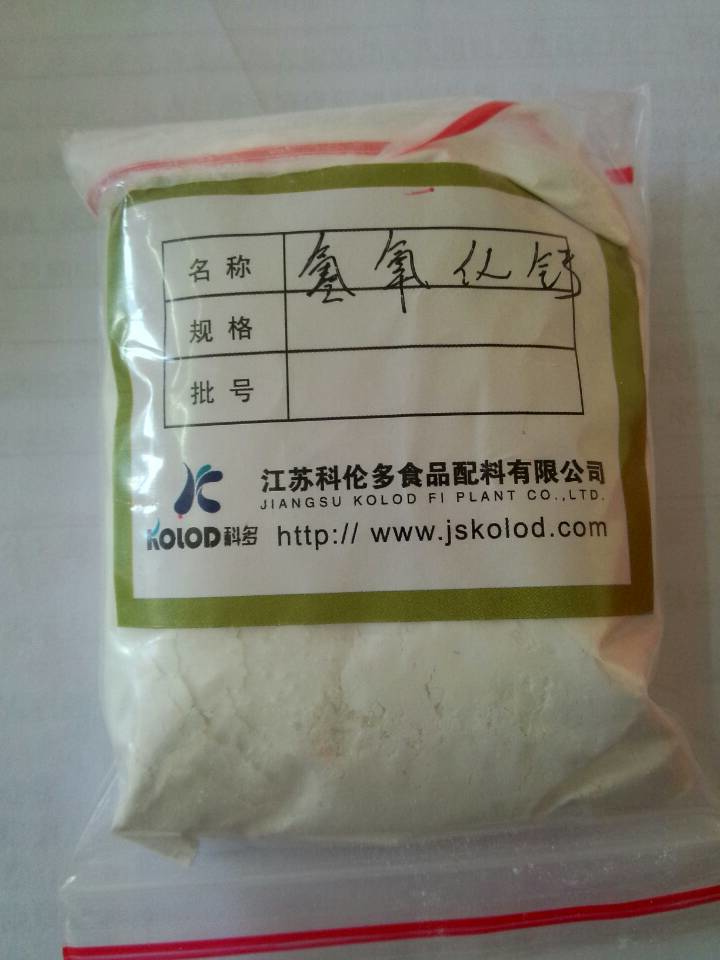 名称 氢氧化钙
规格
批号
江苏科伦多食品配料有限公司
JIANGSU KOLOD FI PLANT CO.,LTD.
KOLOD科多 http:// www.jskolod.com